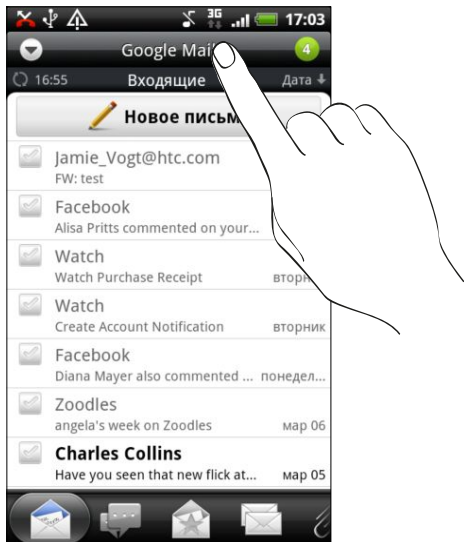 3G 17:03
Google Mail 4
16:55 Входящие Дата
Новое письм
Jamie_Vogt@htc.com
FW: test
Facebook
Alisa Pritts commented on your...
Watch
Watch Purchase Receipt
Watch
Create Account Notification вторник
Facebook
Diana Mayer also commented ... понедел...
Zoodles
angela's week on Zoodles мар 06
Charles Collins
Have you seen that new flick at... мар 05